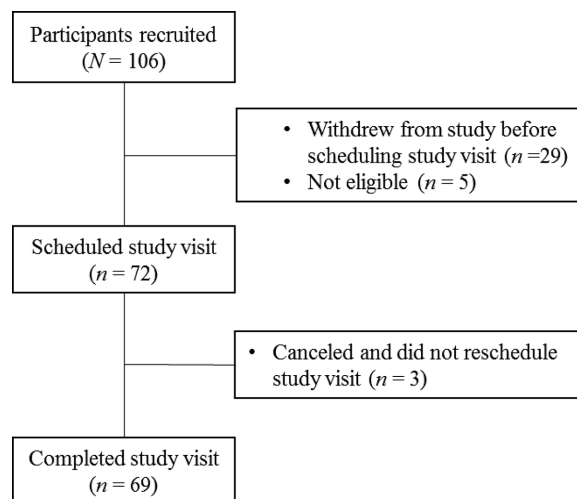 Participants recruited
(N = 106)
• Withdrew from study before
scheduling study visit (n =29)
• Not eligible (n = 5)
Scheduled study visit
(n = 72)
• Canceled and did not reschedule
study visit (n = 3)
Completed study visit
(n = 69)